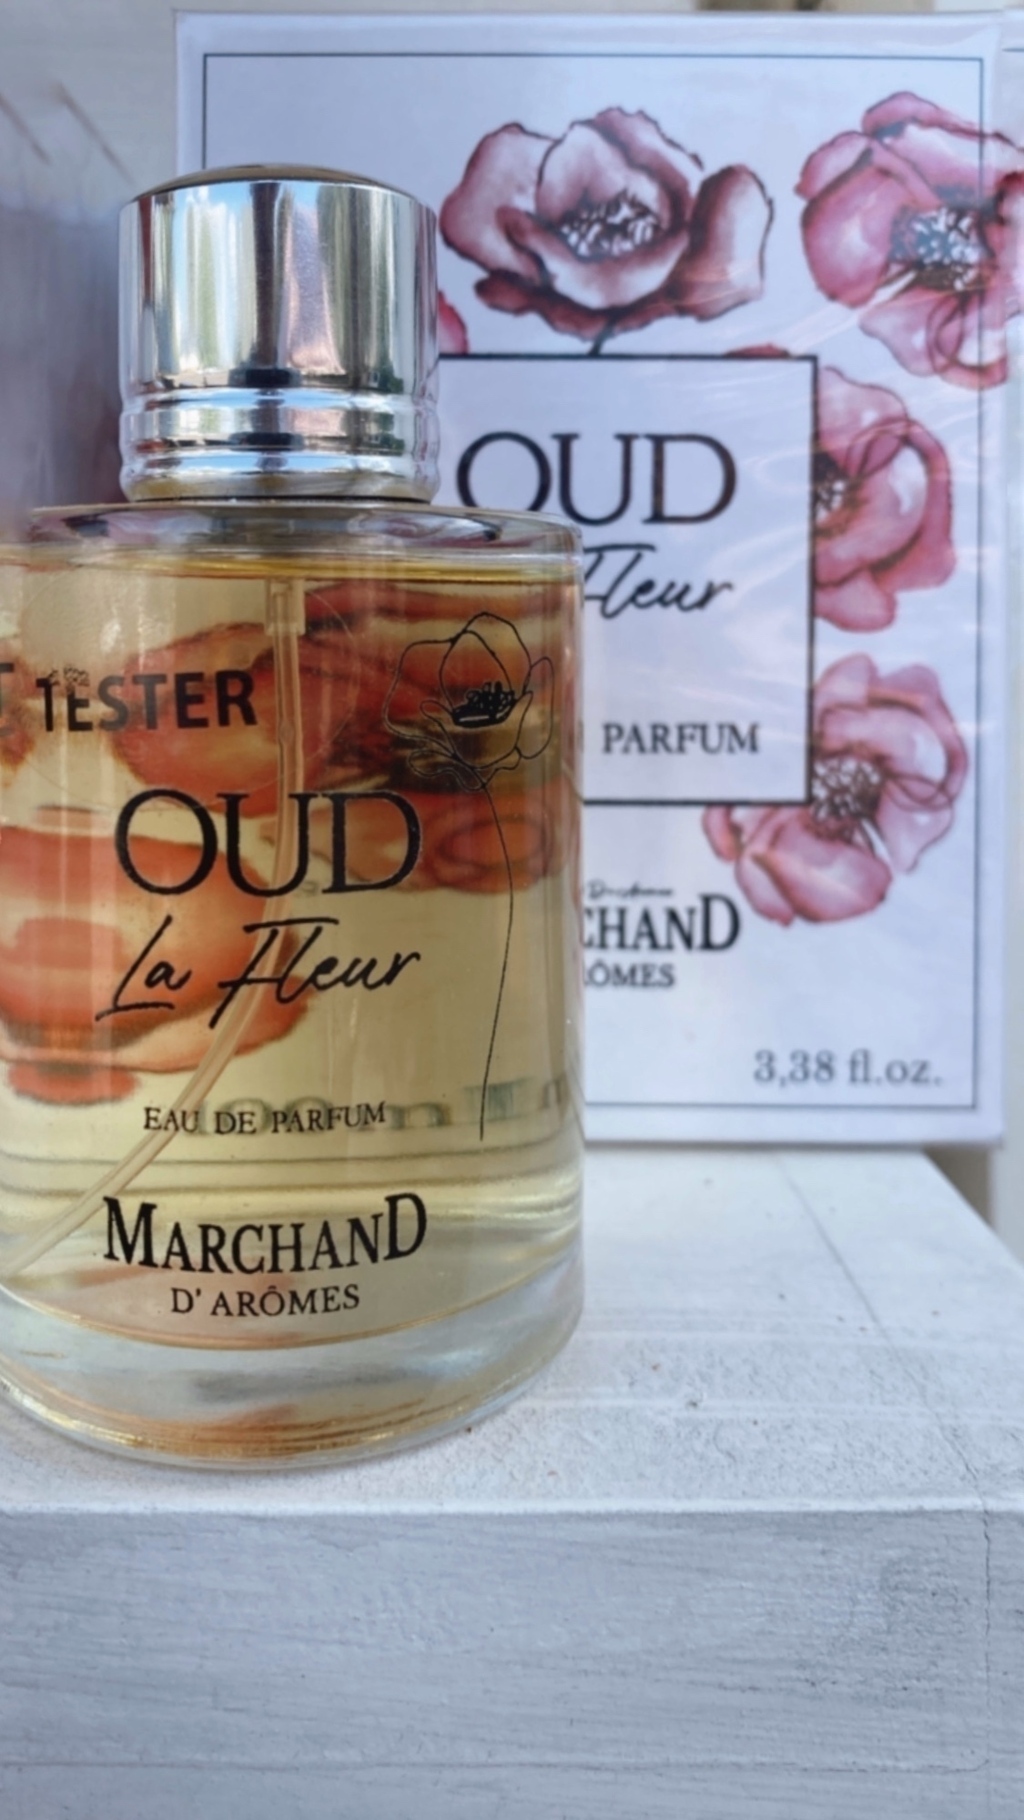 OUD
Fleur
PARFUM
CHAND
ÔMES
3,38 fl.oz.
TESTER
OUD
La Fleur
EAU DE PARFUM
MARCHAND
D' ARÔMES